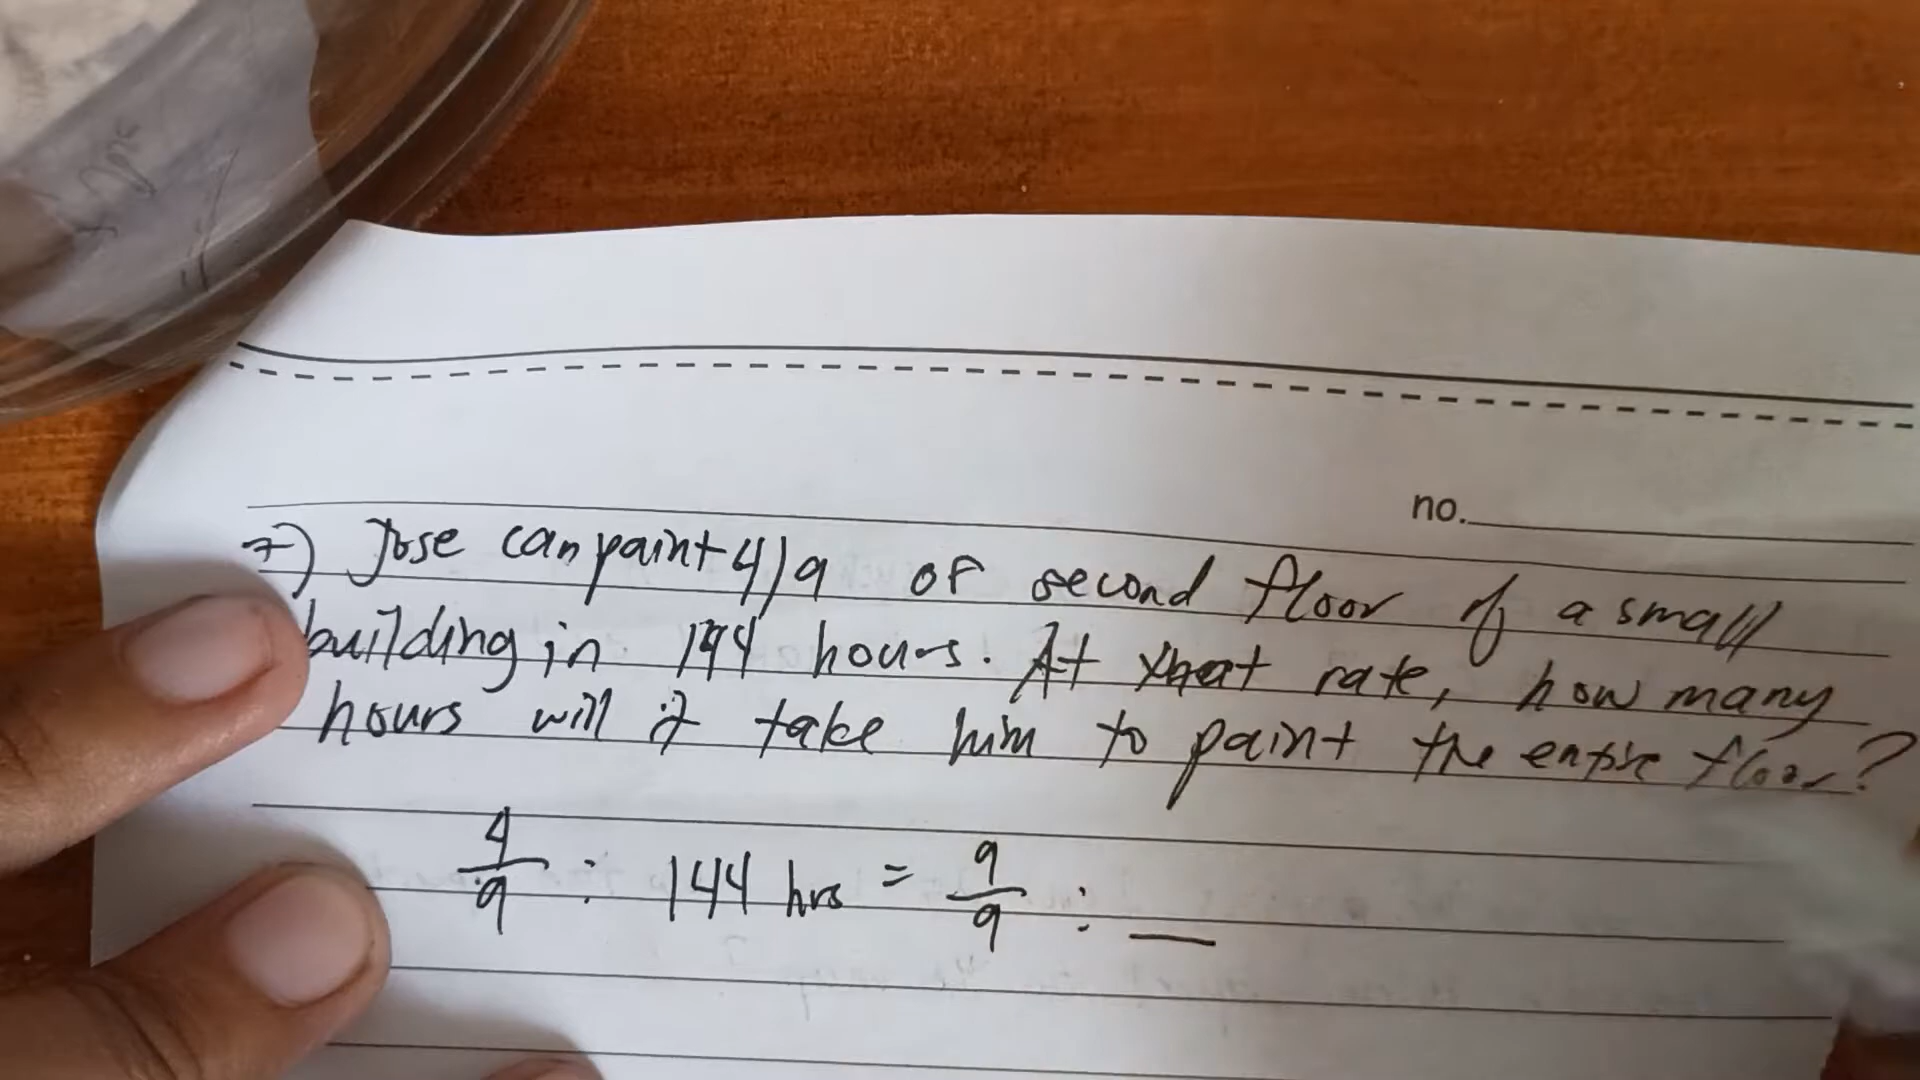 no.
7) Jose can paint 4/9 of second floor of a small
building in 144 hours. At that rate, how many
hours will it take him to paint the entire floor?
4/9 : 144 hrs = 9/9 : __